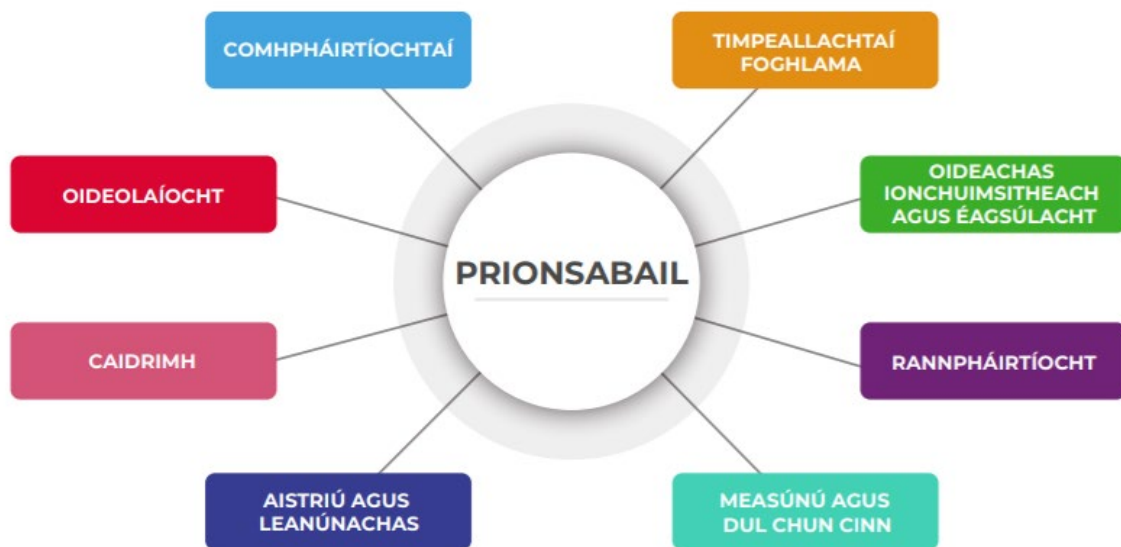 COMHPHÁIRTÍOCHTAÍ
TIMPEALLACHTAÍ
FOGHLAMA
OIDEOLAÍOCHT
OIDEACHAS
IONCHUIMSITHEACH
AGUS ÉAGSÚLACHT
PRIONSABAIL
CAIDRIMH
RANNPHÁIRTÍOCHT
AISTRIÚ AGUS
LEANÚNACHAS
MEASÚNÚ AGUS
DUL CHUN CINN